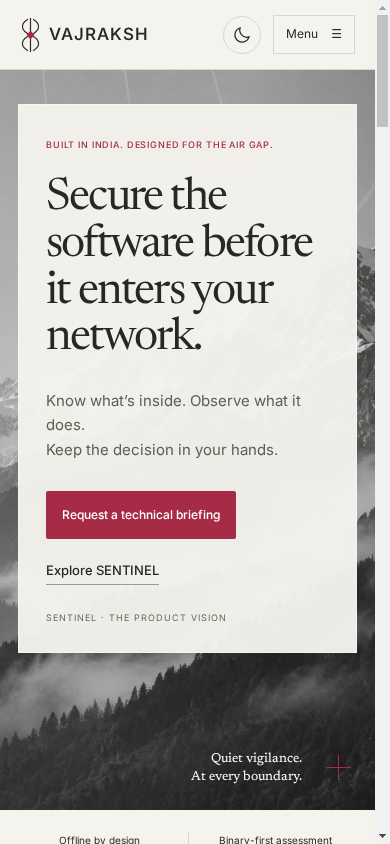 VAJRAKSH
Menu
BUILT IN INDIA. DESIGNED FOR THE AIR GAP.
Secure the
software before
it enters your
network.
Know what’s inside. Observe what it
does.
Keep the decision in your hands.
Request a technical briefing
Explore SENTINEL
SENTINEL · THE PRODUCT VISION
Quiet vigilance.
At every boundary.
Offline by design
Binary-first assessment